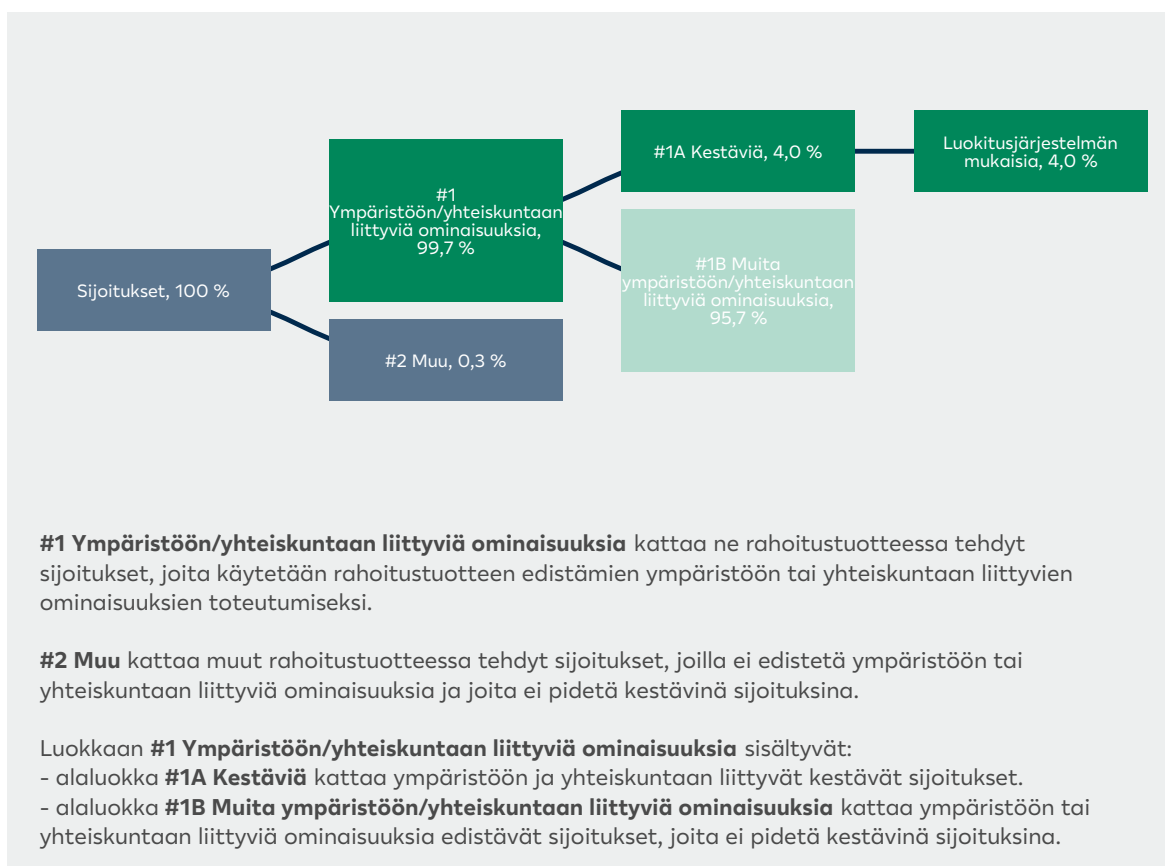 Sijoitukset, 100 %
#1
Ympäristöön/yhteiskuntaan
liittyviä ominaisuuksia,
99,7 %
#2 Muu, 0,3 %
#1A Kestäviä, 4,0 %
#1B Muita
ympäristöön/yhteiskuntaan
liittyviä ominaisuuksia,
95,7 %
Luokitusjärjestelmän
mukaisia, 4,0 %
#1 Ympäristöön/yhteiskuntaan liittyviä ominaisuuksia kattaa ne rahoitustuotteessa tehdyt
sijoitukset, joita käytetään rahoitustuotteen edistämien ympäristöön tai yhteiskuntaan liittyvien
ominaisuuksien toteutumiseksi.
#2 Muu kattaa muut rahoitustuotteessa tehdyt sijoitukset, joilla ei edistetä ympäristöön tai
yhteiskuntaan liittyviä ominaisuuksia ja joita ei pidetä kestävinä sijoituksina.
Luokkaan #1 Ympäristöön/yhteiskuntaan liittyviä ominaisuuksia sisältyvät:
- alaluokka #1A Kestäviä kattaa ympäristöön ja yhteiskuntaan liittyvät kestävät sijoitukset.
- alaluokka #1B Muita ympäristöön/yhteiskuntaan liittyviä ominaisuuksia kattaa ympäristöön tai
yhteiskuntaan liittyviä ominaisuuksia edistävät sijoitukset, joita ei pidetä kestävinä sijoituksina.